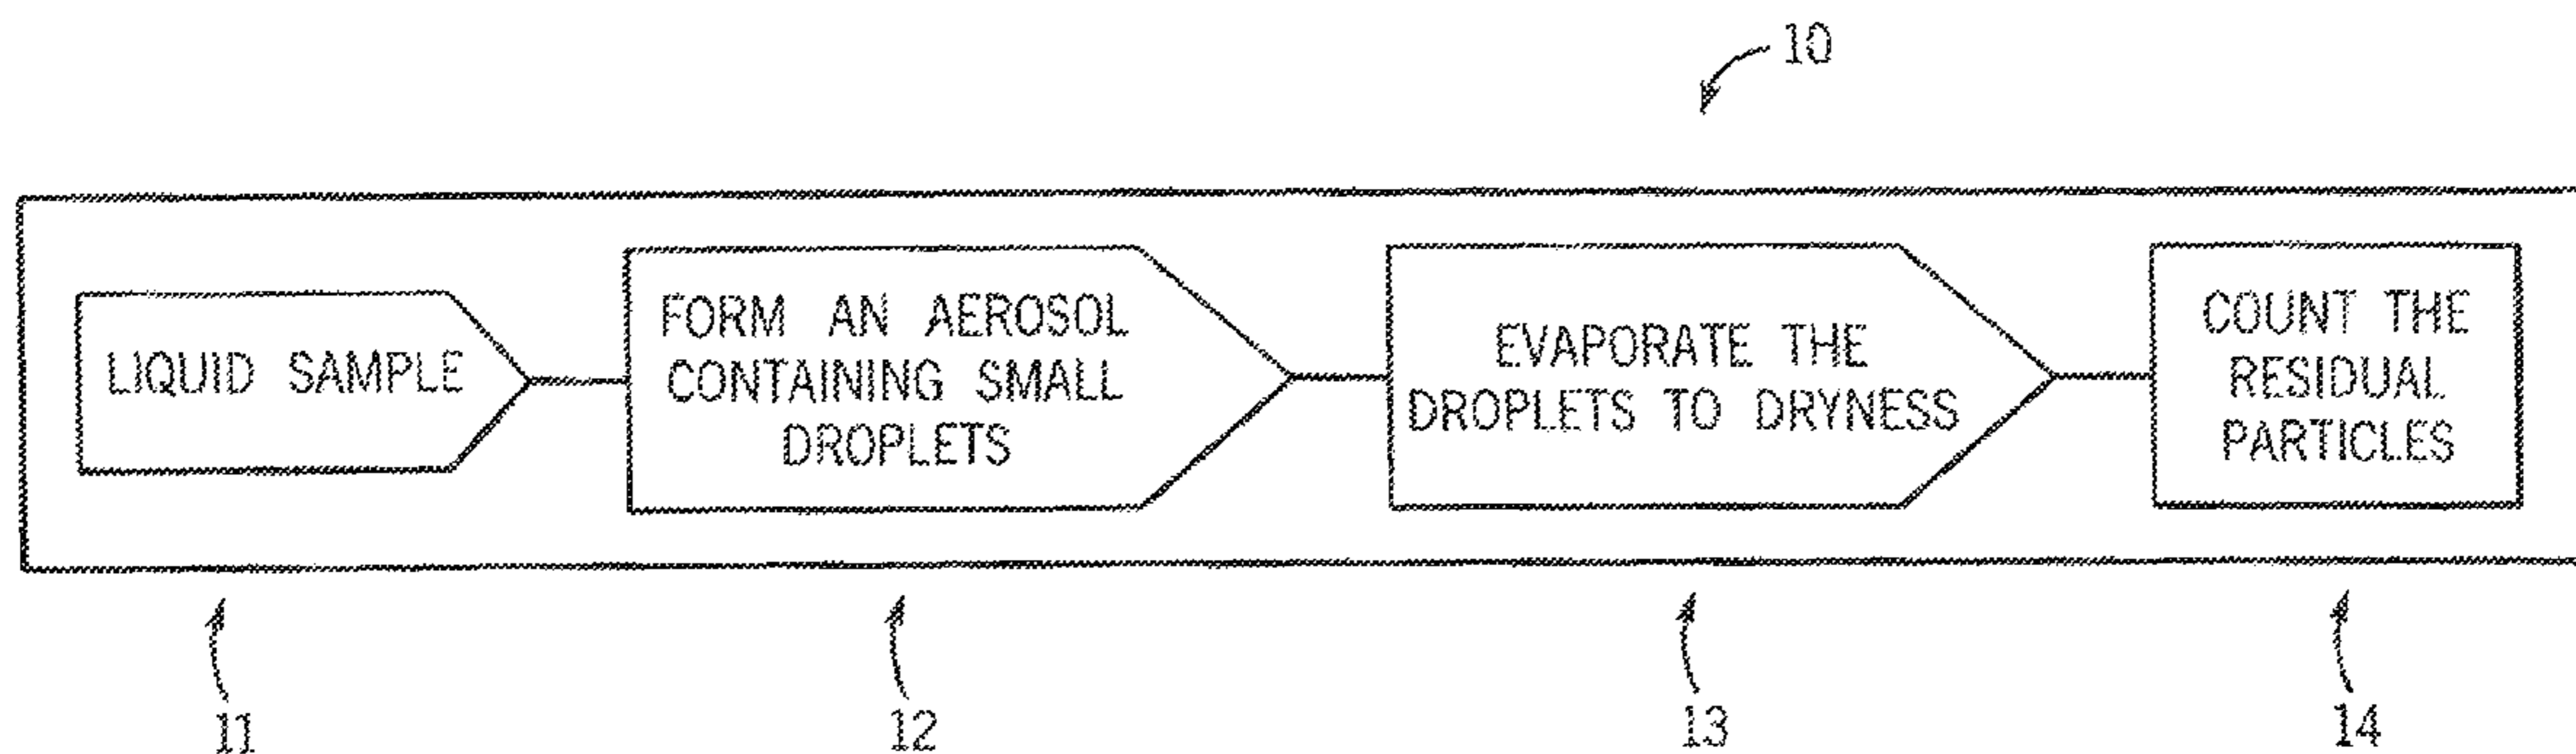 10
LIQUID SAMPLE
FORM AN AEROSOL
CONTAINING SMALL
DROPLETS
EVAPORATE THE
DROPLETS TO DRYNESS
COUNT THE
RESIDUAL
PARTICLES
11
12
13
14